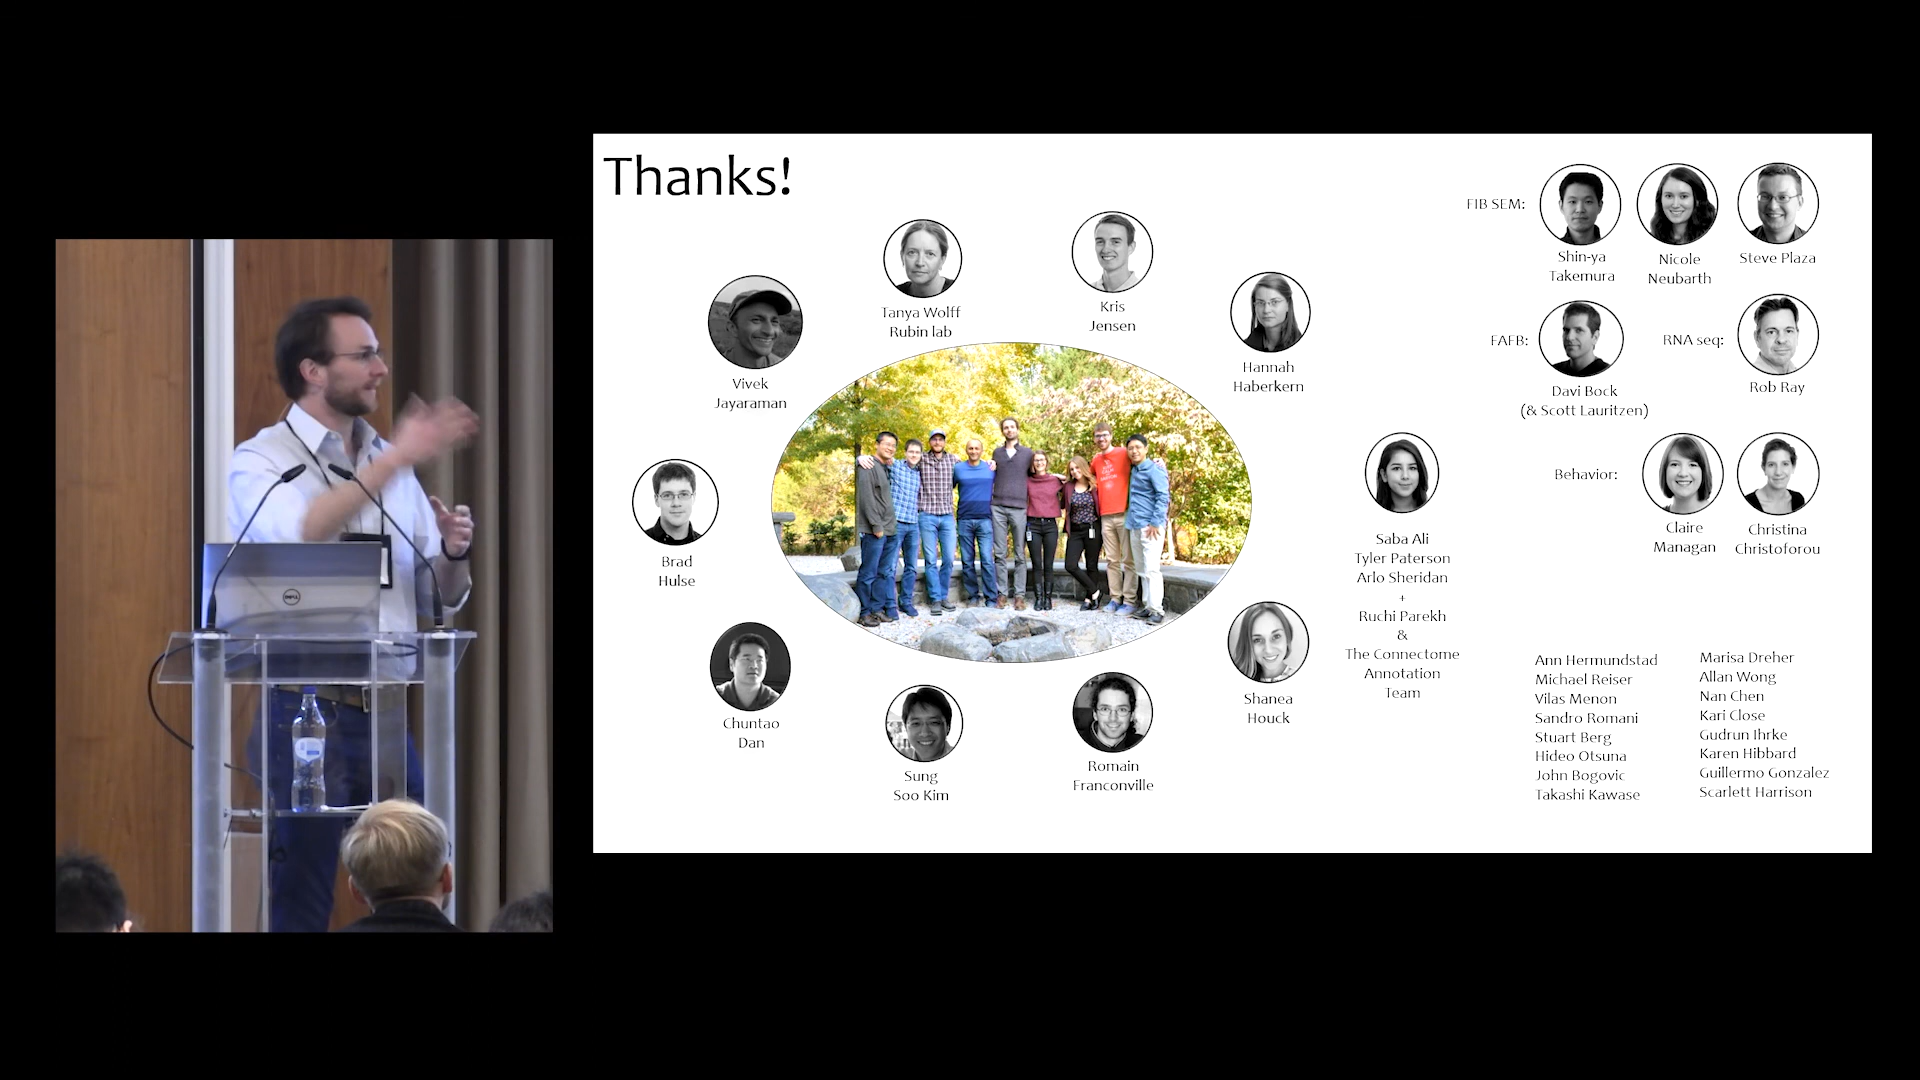 Thanks!
Tanya Wolff
Rubin lab
Kris
Jensen
Vivek
Jayaraman
Hannah
Haberkern
Brad
Hulse
Chuntao
Dan
Sung
Soo Kim
Romain
Franconville
Shanea
Houck
Saba Ali
Tyler Paterson
Arlo Sheridan
+
Ruchi Parekh
&
The Connectome
Annotation
Team
FIB SEM:
Shin-ya
Takemura
Nicole
Neubarth
Steve Plaza
FAFB:
Davi Bock
(& Scott Lauritzen)
RNA seq:
Rob Ray
Behavior:
Claire
Managan
Christina
Christoforou
Ann Hermundstad
Michael Reiser
Vilas Menon
Sandro Romani
Stuart Berg
Hideo Otsuna
John Bogovic
Takashi Kawase
Marisa Dreher
Allan Wong
Nan Chen
Kari Close
Gudrun Ihrke
Karen Hibbard
Guillermo Gonzalez
Scarlett Harrison
DELL